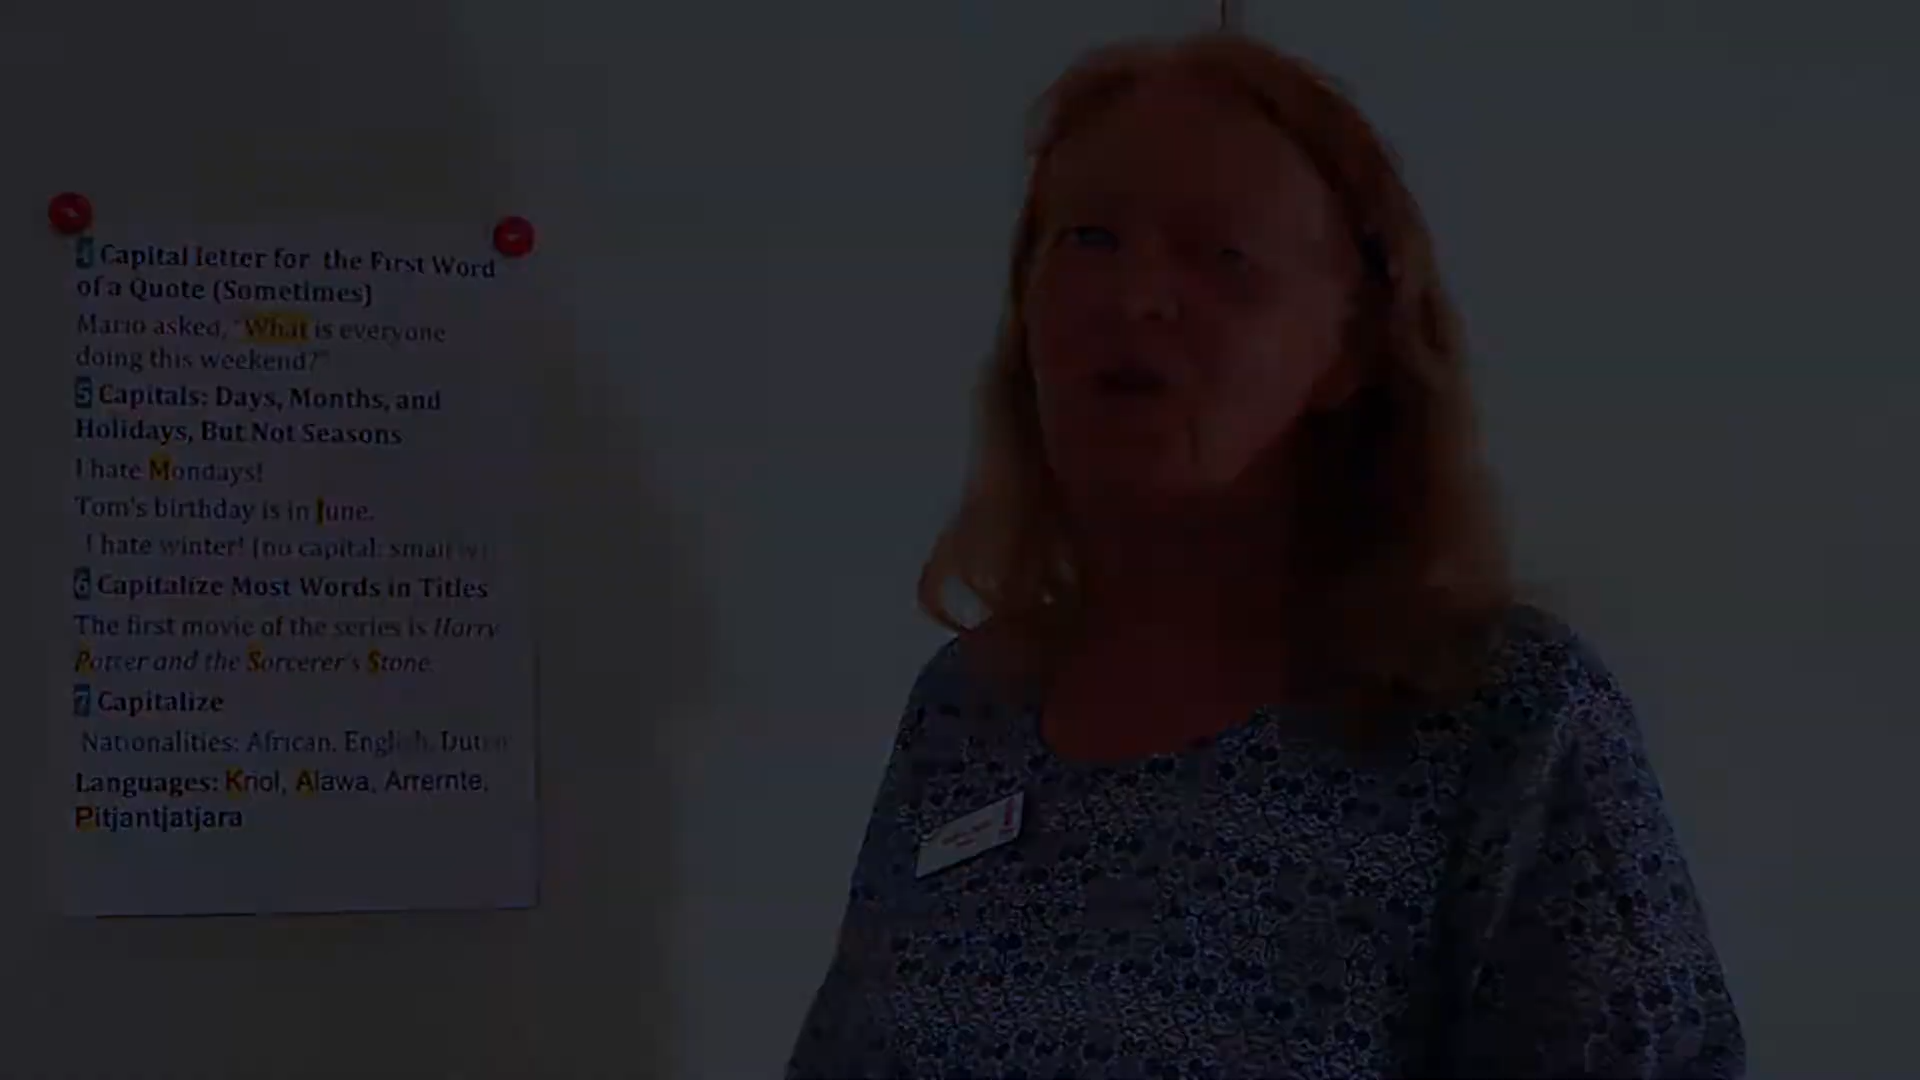 4 Capital letter for the First Word
of a Quote (Sometimes)
Mario asked, "What is everyone
doing this weekend?"
5 Capitals: Days, Months, and
Holidays, But Not Seasons
I hate Mondays!
Tom's birthday is in June.
I hate winter! (no capital: small w)
6 Capitalize Most Words in Titles
The first movie of the series is Harry
Potter and the Sorcerer's Stone.
7 Capitalize
Nationalities: African, English, Dutch
Languages: Kriol, Alawa, Arrernte,
Pitjantjatjara